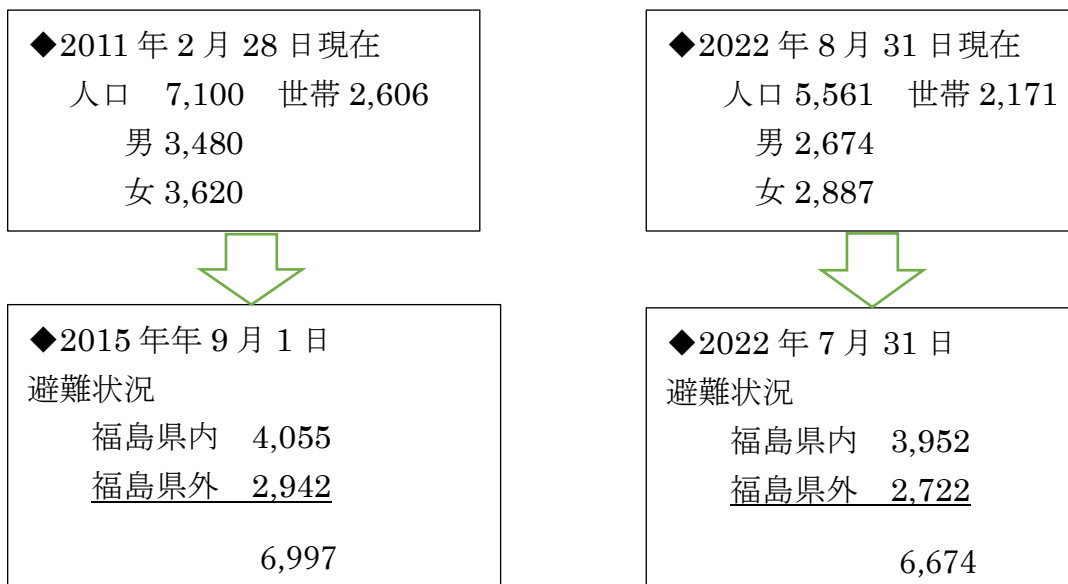 ◆2011 年 2 月 28 日現在
人口 7,100 世帯 2,606
男 3,480
女 3,620
◆2015 年年 9 月 1 日
避難状況
福島県内 4,055
福島県外 2,942
6,997
◆2022 年 8 月 31 日現在
人口 5,561 世帯 2,171
男 2,674
女 2,887
◆2022 年 7 月 31 日
避難状況
福島県内 3,952
福島県外 2,722
6,674